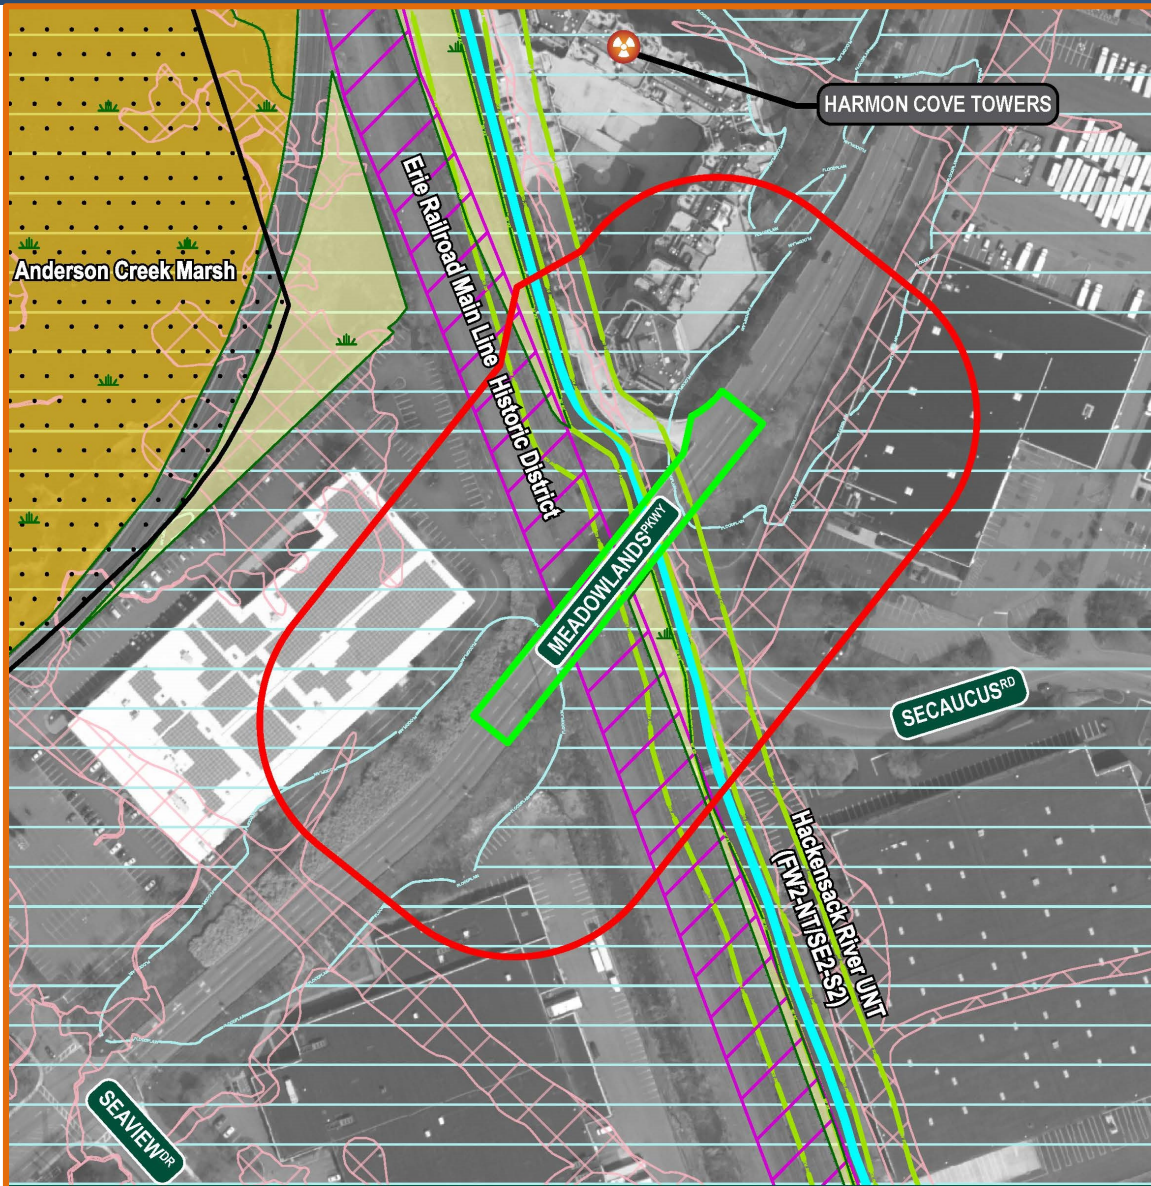 HARMON COVE TOWERS
Anderson Creek Marsh
Erie Railroad Main Line Historic District
MEADOWLANDS PKWY
SECAUCUS RD
Hackensack River UNT
(FW2-NT/SE2-S2)
SEAVIEW DR